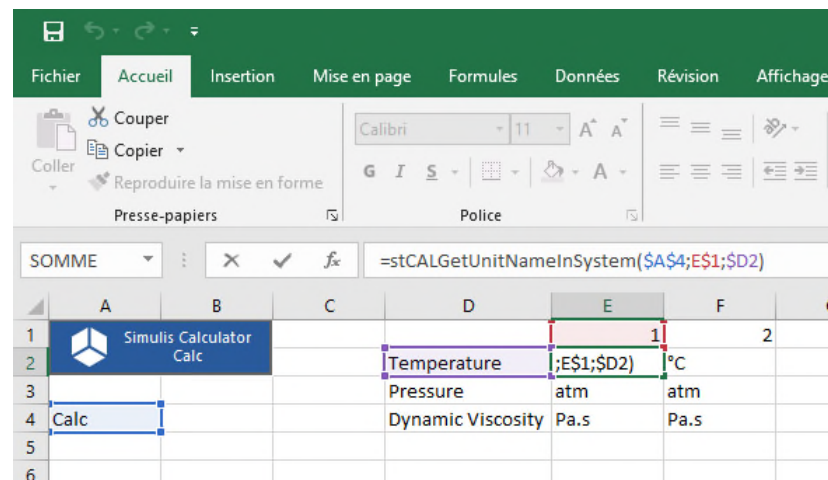 Fichier Accueil Insertion Mise en page Formules Données Révision Affichage
Couper
Copier
Coller
Reproduire la mise en forme
Calibri 11 A A
G I S A
Presse-papiers Police
SOMME fx =stCALGetUnitNameInSystem($A$4;E$1;$D2)
A B C D E F
1 Simulis Calculator 1 2
Calc
2 Temperature ;E$1;$D2) °C
3 Pressure atm atm
4 Calc Dynamic Viscosity Pa.s Pa.s
5
6